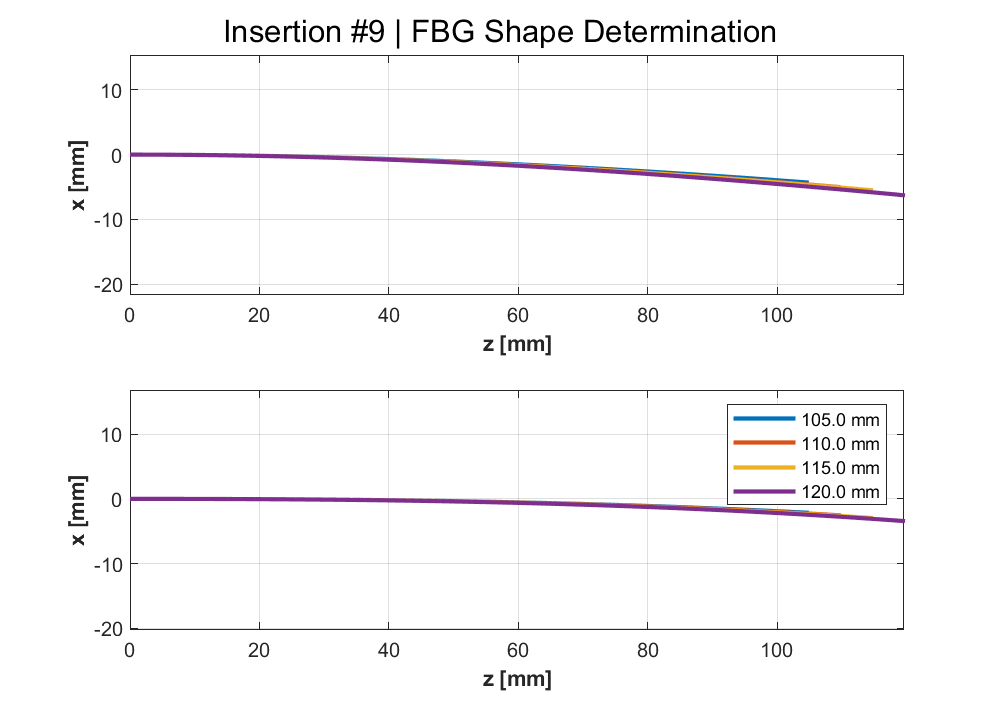 Insertion #9 | FBG Shape Determination
10
0
-10
-20
x [mm]
0 20 40 60 80 100
z [mm]
10
0
-10
-20
x [mm]
105.0 mm
110.0 mm
115.0 mm
120.0 mm
0 20 40 60 80 100
z [mm]